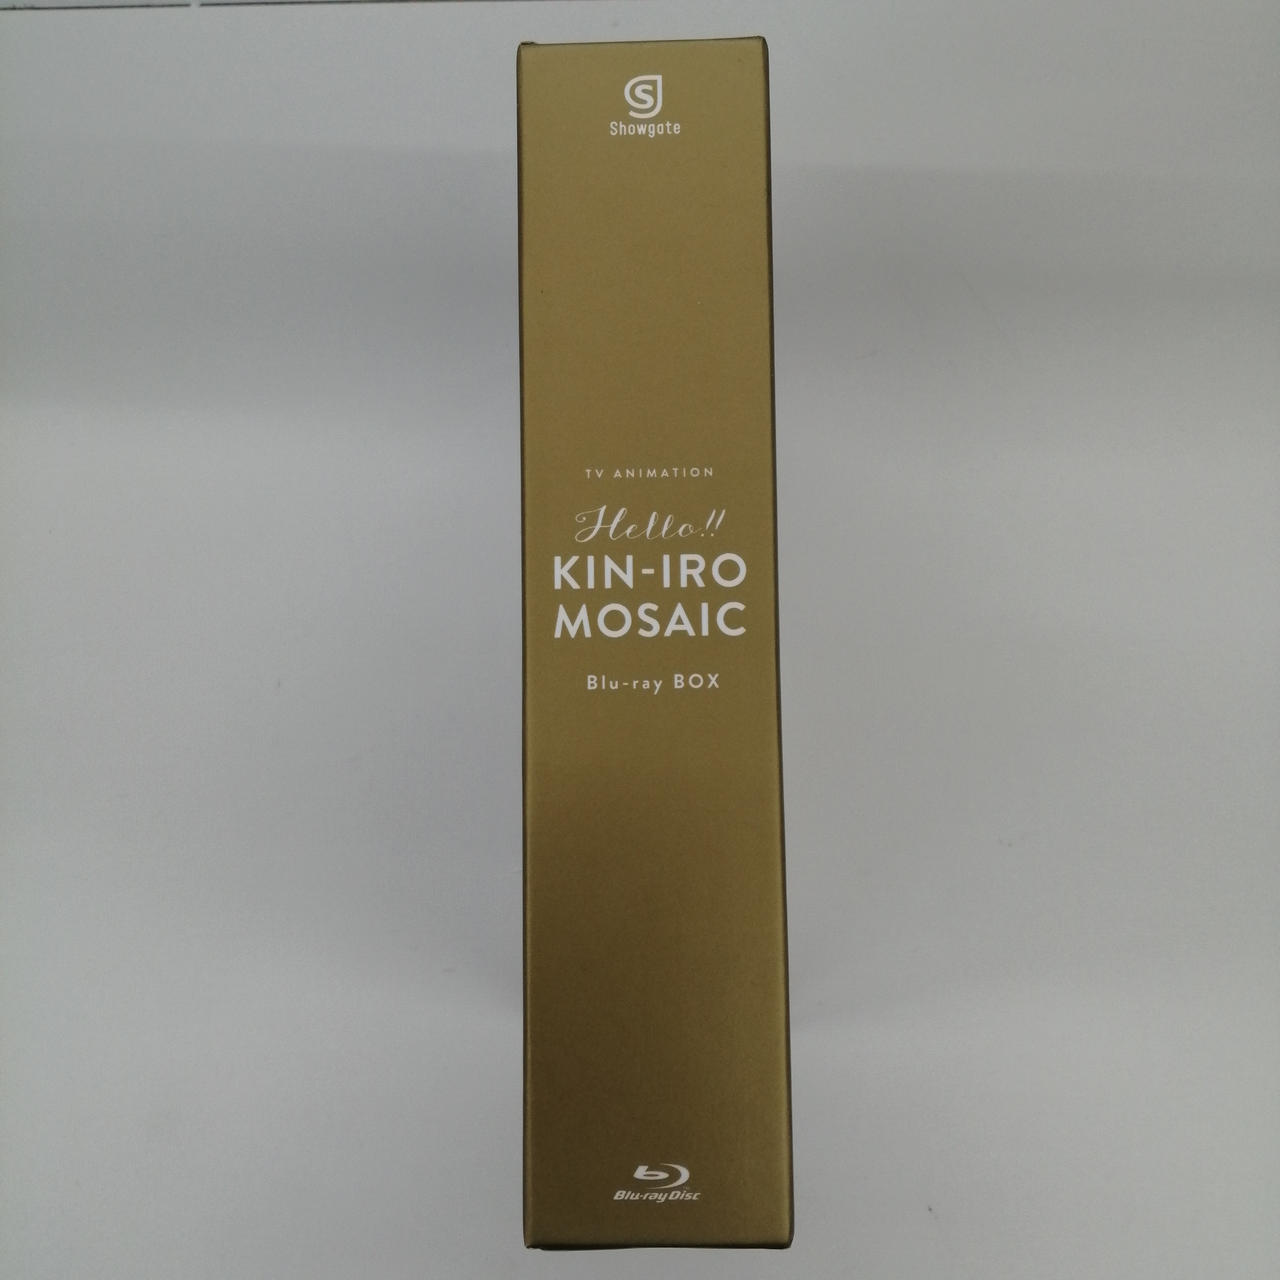 Showgate
TV ANIMATION
Hello!!
KIN-IRO
MOSAIC
Blu-ray BOX
Blu-ray Disc